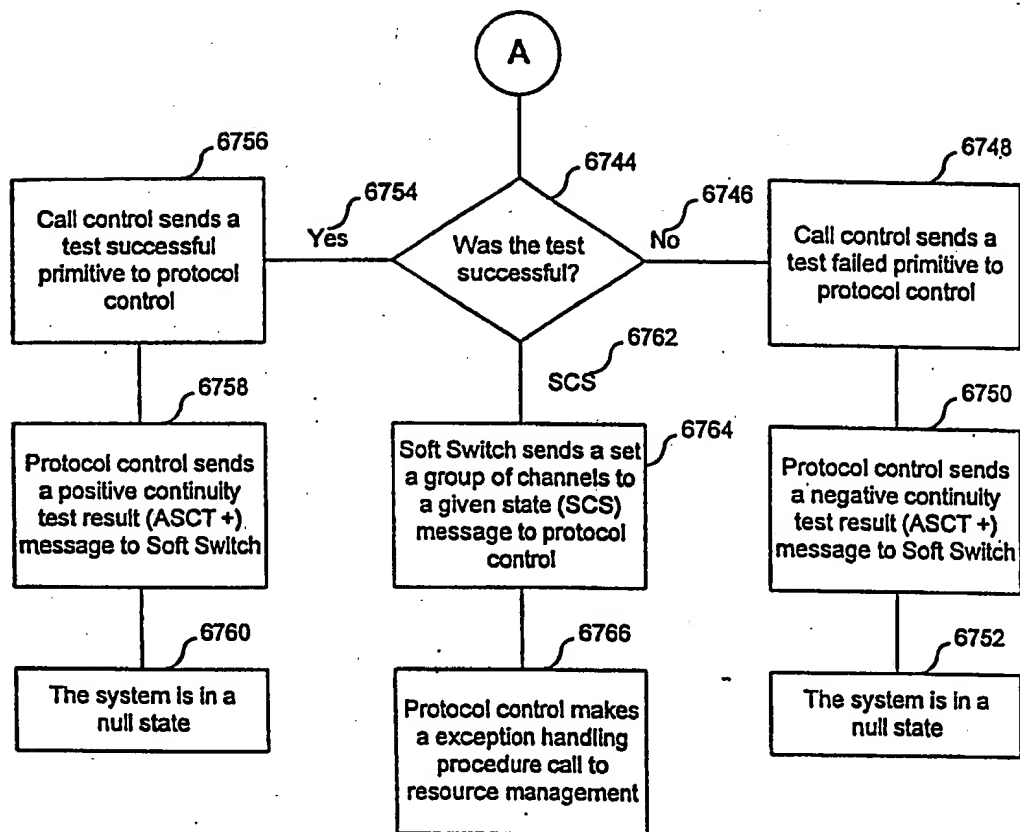 A
6756
Call control sends a
test successful
primitive to protocol
control
6754
Yes
6744
Was the test
successful?
6746
No
6748
Call control sends a
test failed primitive to
protocol control
6762
SCS
6758
Protocol control sends
a positive continuity
test result (ASCT +)
message to Soft Switch
6764
Soft Switch sends a set
a group of channels to
a given state (SCS)
message to protocol
control
6750
Protocol control sends
a negative continuity
test result (ASCT +)
message to Soft Switch
6760
The system is in a
null state
6766
Protocol control makes
a exception handling
procedure call to
resource management
6752
The system is in a
null state